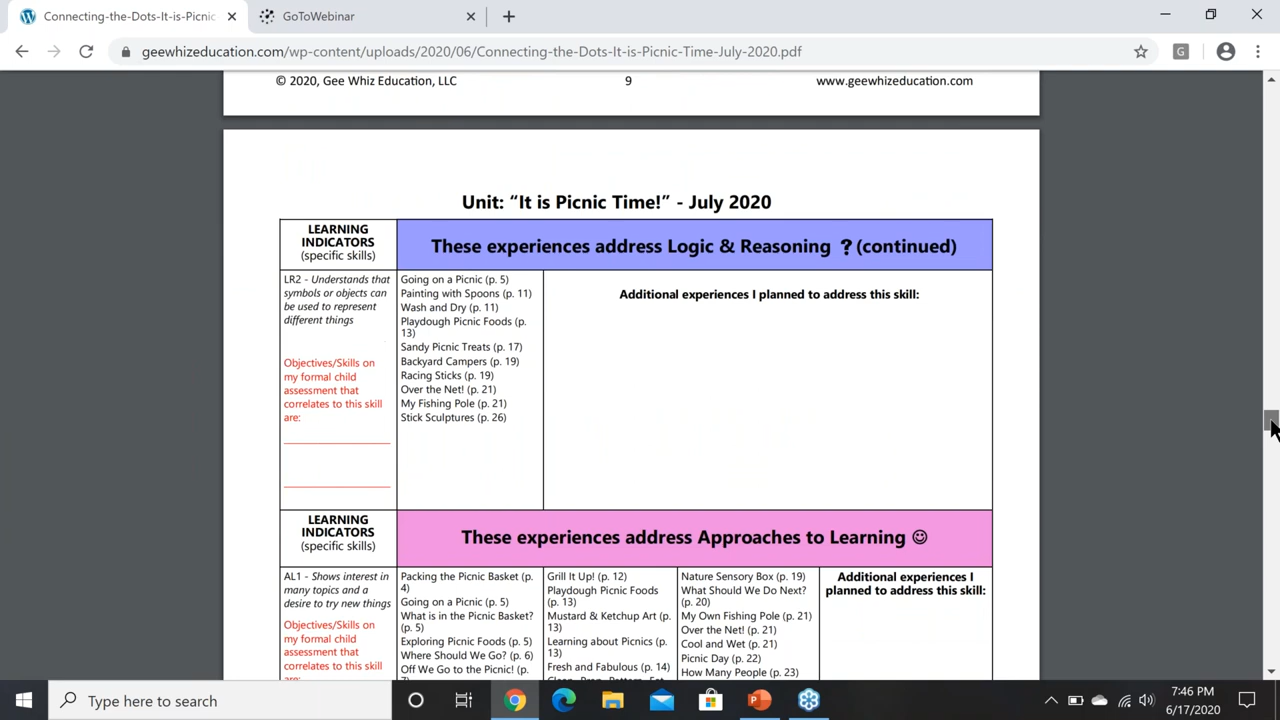 Connecting-the-Dots-It-is-Picnic
GoToWebinar
geewhizeducation.com/wp-content/uploads/2020/06/Connecting-the-Dots-It-is-Picnic-Time-July-2020.pdf
© 2020, Gee Whiz Education, LLC
9
www.geewhizeducation.com
Unit: “It is Picnic Time!” - July 2020
LEARNING
INDICATORS
(specific skills)
These experiences address Logic & Reasoning ? (continued)
LR2 - Understands that
symbols or objects can
be used to represent
different things
Objectives/Skills on
my formal child
assessment that
correlates to this skill
are:
Going on a Picnic (p. 5)
Painting with Spoons (p. 11)
Wash and Dry (p. 11)
Playdough Picnic Foods (p.
13)
Sandy Picnic Treats (p. 17)
Backyard Campers (p. 19)
Racing Sticks (p. 19)
Over the Net! (p. 21)
My Fishing Pole (p. 21)
Stick Sculptures (p. 26)
Additional experiences I planned to address this skill:
LEARNING
INDICATORS
(specific skills)
These experiences address Approaches to Learning ☺
AL1 - Shows interest in
many topics and a
desire to try new things
Objectives/Skills on
my formal child
assessment that
correlates to this skill
are:
Packing the Picnic Basket (p.
4)
Going on a Picnic (p. 5)
What is in the Picnic Basket?
(p. 5)
Exploring Picnic Foods (p. 5)
Where Should We Go? (p. 6)
Off We Go to the Picnic! (p.
Grill It Up! (p. 12)
Playdough Picnic Foods
(p. 13)
Mustard & Ketchup Art (p.
13)
Learning about Picnics (p.
13)
Fresh and Fabulous (p. 14)
Nature Sensory Box (p. 19)
What Should We Do Next?
(p. 20)
My Own Fishing Pole (p. 21)
Over the Net! (p. 21)
Cool and Wet (p. 21)
Picnic Day (p. 22)
How Many People (p. 23)
Additional experiences I
planned to address this skill:
Type here to search
7:46 PM
6/17/2020